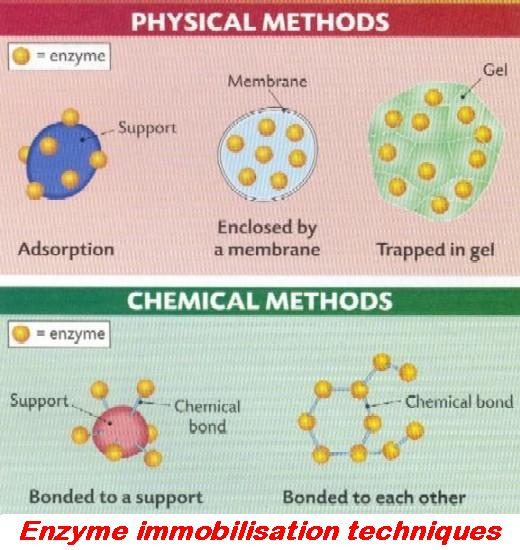 PHYSICAL METHODS
= enzyme
Membrane
Gel
Support
Adsorption
Enclosed by
a membrane
Trapped in gel
CHEMICAL METHODS
= enzyme
Support
Chemical
bond
Chemical bond
Bonded to a support
Bonded to each other
Enzyme immobilisation techniques